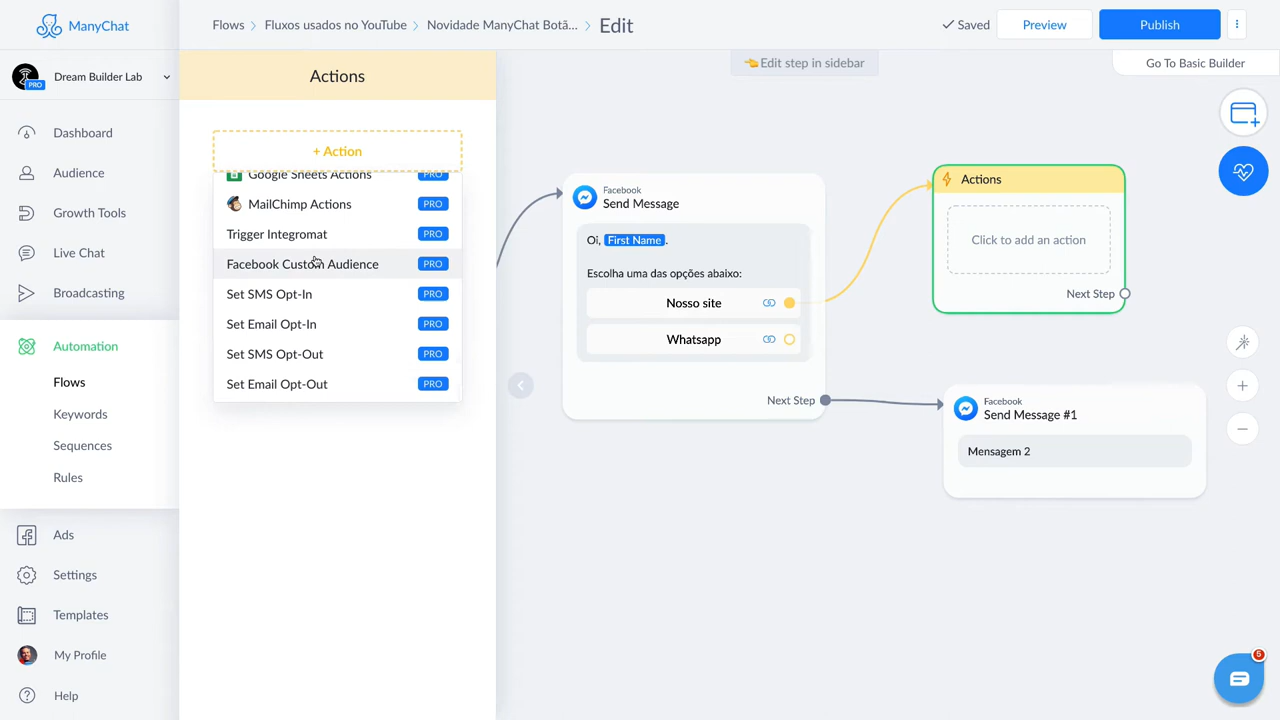 ManyChat
Flows
Fluxos usados no YouTube
Novidade ManyChat Botã...
Edit
Saved
Preview
Publish
Dream Builder Lab
PRO
Actions
👈Edit step in sidebar
Go To Basic Builder
Dashboard
Audience
Growth Tools
Live Chat
Broadcasting
Automation
Flows
Keywords
Sequences
Rules
Ads
Settings
Templates
My Profile
Help
+ Action
Google Sheets Actions PRO
MailChimp Actions PRO
Trigger Integromat PRO
Facebook Custom Audience PRO
Set SMS Opt-In PRO
Set Email Opt-In PRO
Set SMS Opt-Out PRO
Set Email Opt-Out PRO
Facebook
Send Message
Oi, First Name.
Escolha uma das opções abaixo:
Nosso site
Whatsapp
Next Step
Actions
Click to add an action
Next Step
Facebook
Send Message #1
Mensagem 2
5